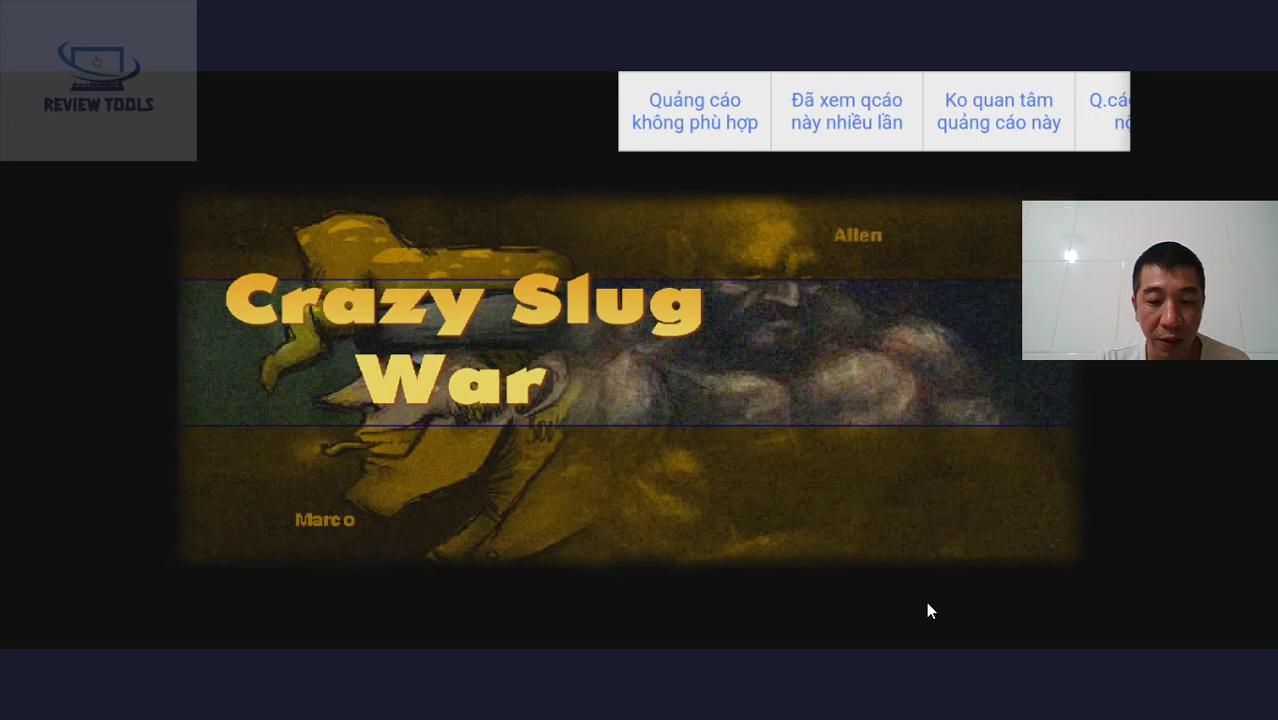 REVIEW TOOLS
Quảng cáo
không phù hợp
Đã xem qcáo
này nhiều lần
Ko quan tâm
quảng cáo này
Allen
Crazy Slug
War
Marco